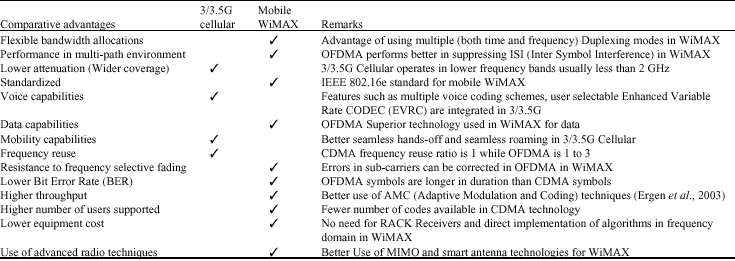 3/3.5G Mobile
Comparative advantages cellular WiMAX Remarks
Flexible bandwidth allocations ✓ Advantage of using multiple (both time and frequency) Duplexing modes in WiMAX
Performance in multi-path environment ✓ OFDMA performs better in suppressing ISI (Inter Symbol Interference) in WiMAX
Lower attenuation (Wider coverage) ✓ 3/3.5G Cellular operates in lower frequency bands usually less than 2 GHz
Standardized ✓ IEEE 802.16e standard for mobile WiMAX
Voice capabilities ✓ Features such as multiple voice coding schemes, user selectable Enhanced Variable
Rate CODEC (EVRC) are integrated in 3/3.5G
Data capabilities ✓ OFDMA Superior technology used in WiMAX for data
Mobility capabilities ✓ Better seamless hands-off and seamless roaming in 3/3.5G Cellular
Frequency reuse ✓ CDMA frequency reuse ratio is 1 while OFDMA is 1 to 3
Resistance to frequency selective fading ✓ Errors in sub-carriers can be corrected in OFDMA in WiMAX
Lower Bit Error Rate (BER) ✓ OFDMA symbols are longer in duration than CDMA symbols
Higher throughput ✓ Better use of AMC (Adaptive Modulation and Coding) techniques (Ergen et al., 2003)
Higher number of users supported ✓ Fewer number of codes available in CDMA technology
Lower equipment cost ✓ No need for RACK Receivers and direct implementation of algorithms in frequency
domain in WiMAX
Use of advanced radio techniques ✓ Better Use of MIMO and smart antenna technologies for WiMAX